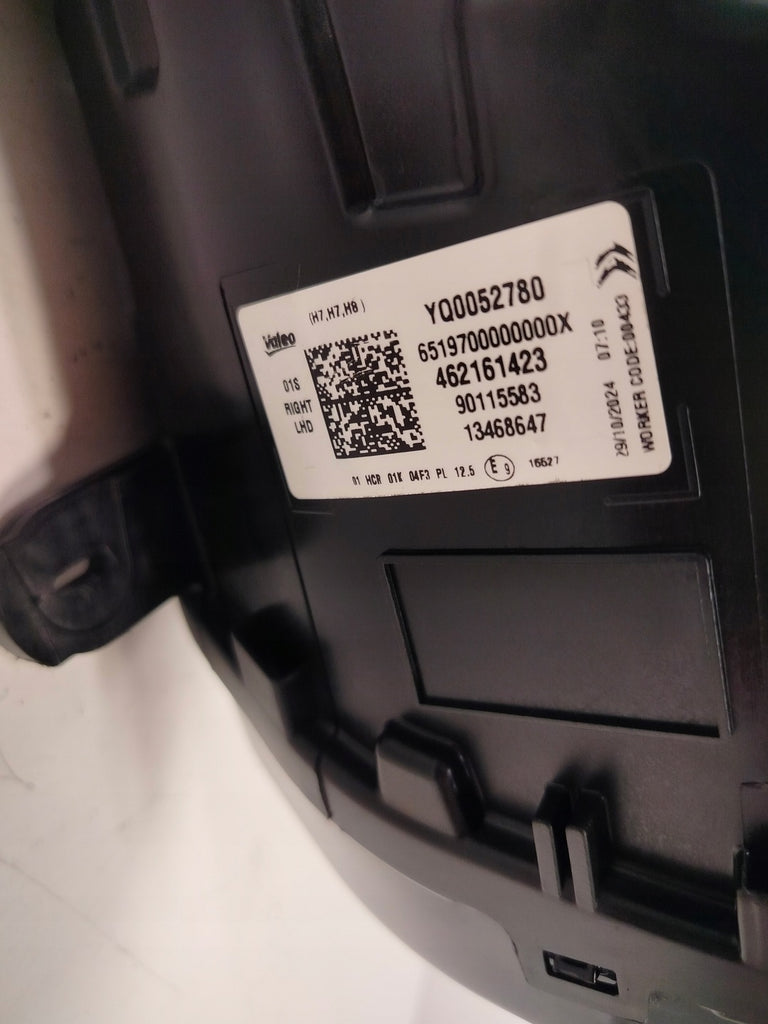 (H7,H7,H8)
Valeo
01S
RIGHT
LHD
YQ0052780
6519700000000X
462161423
90115583
13468647
01 HCR 01K 04F3 PL 12.5 E 9 16527
29/10/2024 07:10
WORKER CODE:00433